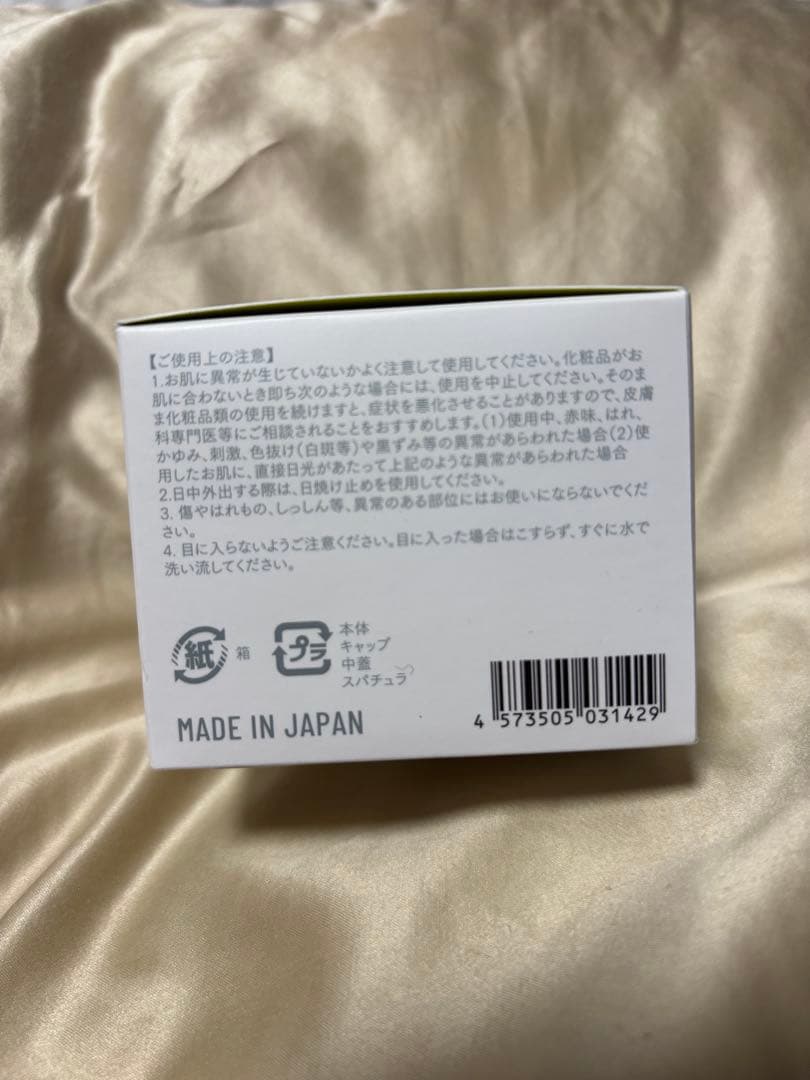 【ご使用上の注意】
1.お肌に異常が生じていないかよく注意して使用してください。化粧品がお
肌に合わないとき即ち次のような場合には、使用を中止してください。そのま
ま化粧品類の使用を続けますと、症状を悪化させることがありますので、皮膚
科専門医等にご相談されることをおすすめします。(1)使用中、赤味、はれ、
かゆみ、刺激、色抜け(白斑等)や黒ずみ等の異常があらわれた場合(2)使
用したお肌に、直接日光があたって上記のような異常があらわれた場合
2.日中外出する際は、日焼け止めを使用してください。
3. 傷やはれもの、しっしん等、異常のある部位にはお使いにならないでくだ
さい。
4. 目に入らないようご注意ください。目に入った場合はこすらず、すぐに水で
洗い流してください。
紙 箱
プラ 本体
キャップ
中蓋
スパチュラ
MADE IN JAPAN
4 573505 031429